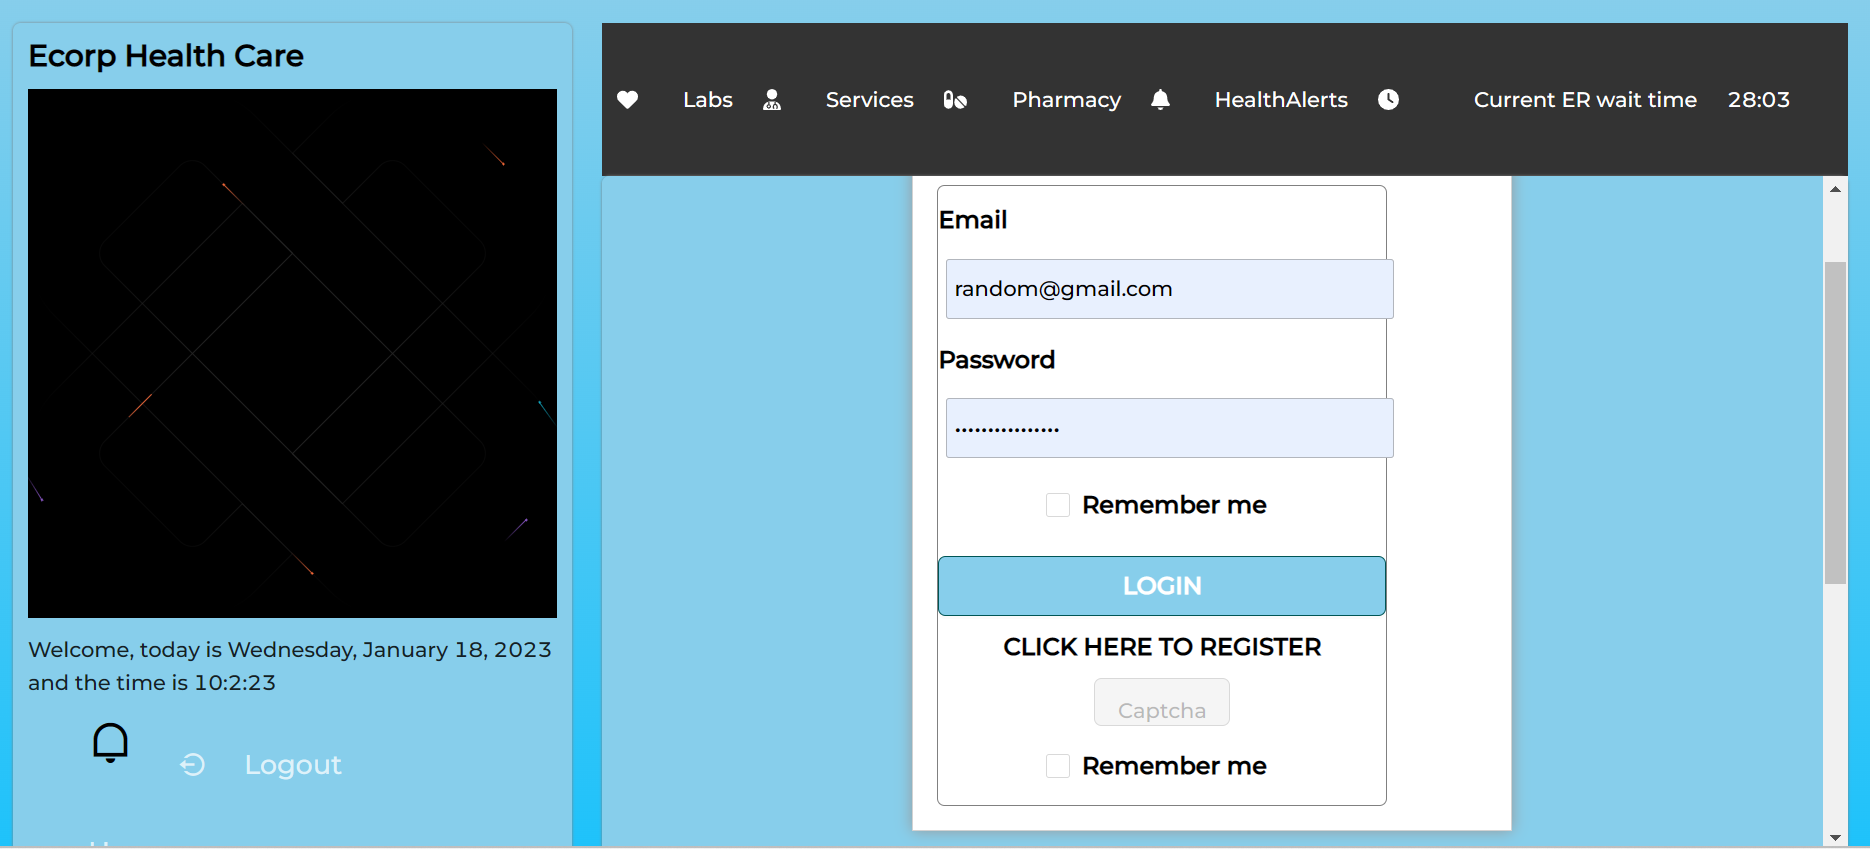 Ecorp Health Care
Welcome, today is Wednesday, January 18, 2023
and the time is 10:2:23
Logout
Labs
Services
Pharmacy
HealthAlerts
Current ER wait time 28:03
Email
random@gmail.com
Password
................
Remember me
LOGIN
CLICK HERE TO REGISTER
Captcha
Remember me